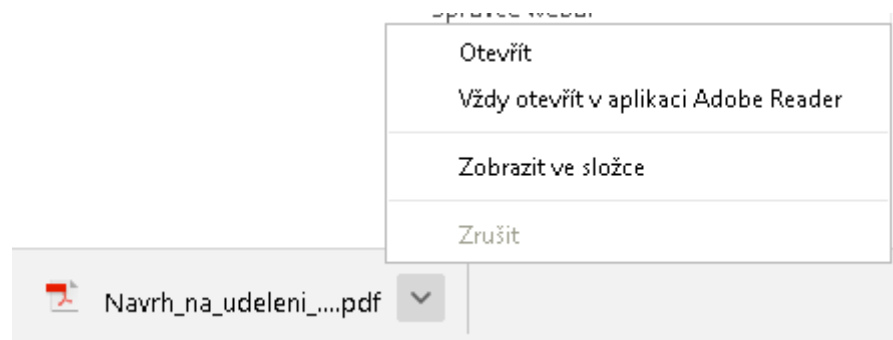 Otevřít
Vždy otevřít v aplikaci Adobe Reader
Zobrazit ve složce
Zrušit
Navrh_na_udeleni_....pdf